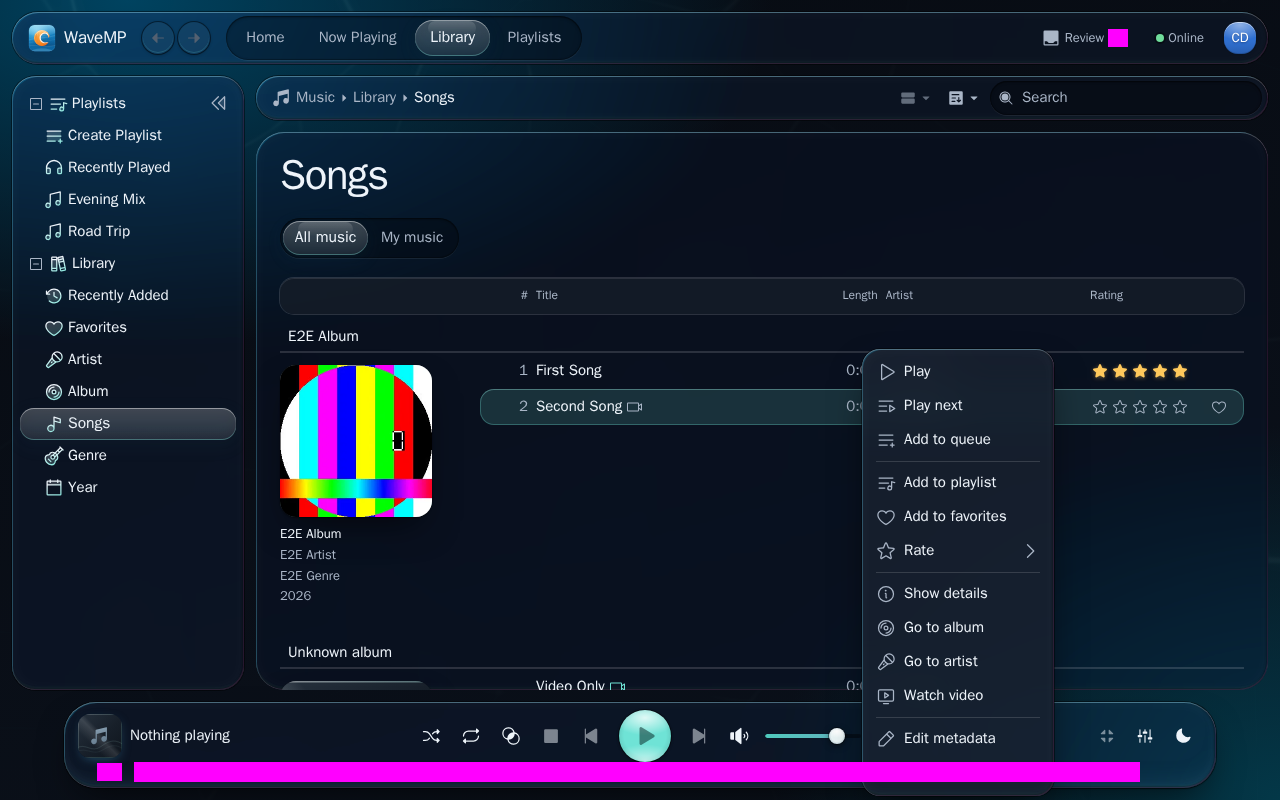 WaveMP
Home
Now Playing
Library
Playlists
Review
Online
CD
Playlists
Create Playlist
Recently Played
Evening Mix
Road Trip
Library
Recently Added
Favorites
Artist
Album
Songs
Genre
Year
Music
Library
Songs
Search
Songs
All music
My music
# Title Length Artist Rating
E2E Album
1 First Song 0:
2 Second Song 0:
E2E Album
E2E Artist
E2E Genre
2026
Unknown album
Video Only 0:
Play
Play next
Add to queue
Add to playlist
Add to favorites
Rate
Show details
Go to album
Go to artist
Watch video
Edit metadata
Nothing playing